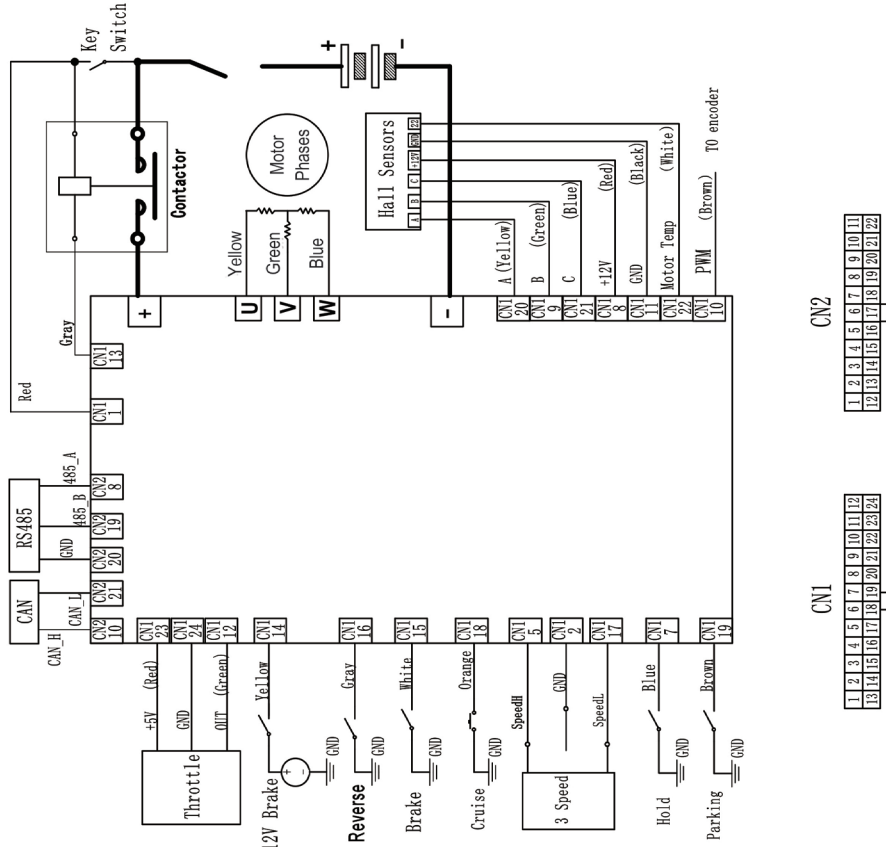 Key
Switch
Contactor
+
-
Gray
Red
Motor
Phases
Hall Sensors
A
B
C
+12V
GND
22
Yellow
Green
Blue
+
U
V
W
-
A (Yellow)
B (Green)
C (Blue)
+12V (Red)
GND (Black)
Motor Temp (White)
PWM (Brown) TO encoder
CN1 20
CN1 9
CN1 21
CN1 8
CN1 11
CN1 22
CN1 10
CN1 13
CN1 1
RS485
485_A
485_B
GND
CN2 8
CN2 19
CN2 20
CAN
CAN_L
CAN_H
CN2 21
CN2 10
Throttle
+5V (Red)
GND
OUT (Green)
CN1 23
CN1 24
CN1 12
12V Brake
+
-
GND
Yellow
CN1 14
Reverse
GND
Gray
CN1 16
Brake
GND
White
CN1 15
Cruise
GND
Orange
CN1 18
3 Speed
SpeedH
GND
SpeedL
CN1 5
CN1 2
CN1 17
Hold
GND
Blue
CN1 7
Parking
GND
Brown
CN1 19
CN1
1 2 3 4 5 6 7 8 9 10 11 12
13 14 15 16 17 18 19 20 21 22 23 24
CN2
1 2 3 4 5 6 7 8 9 10 11
12 13 14 15 16 17 18 19 20 21 22